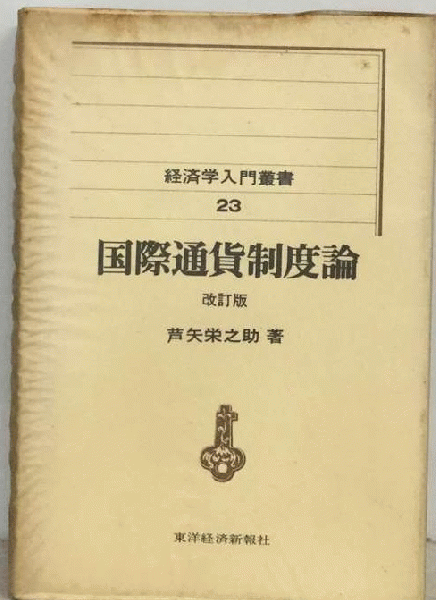 経済学入門叢書
23
国際通貨制度論
改訂版
芦矢栄之助 著
東洋経済新報社